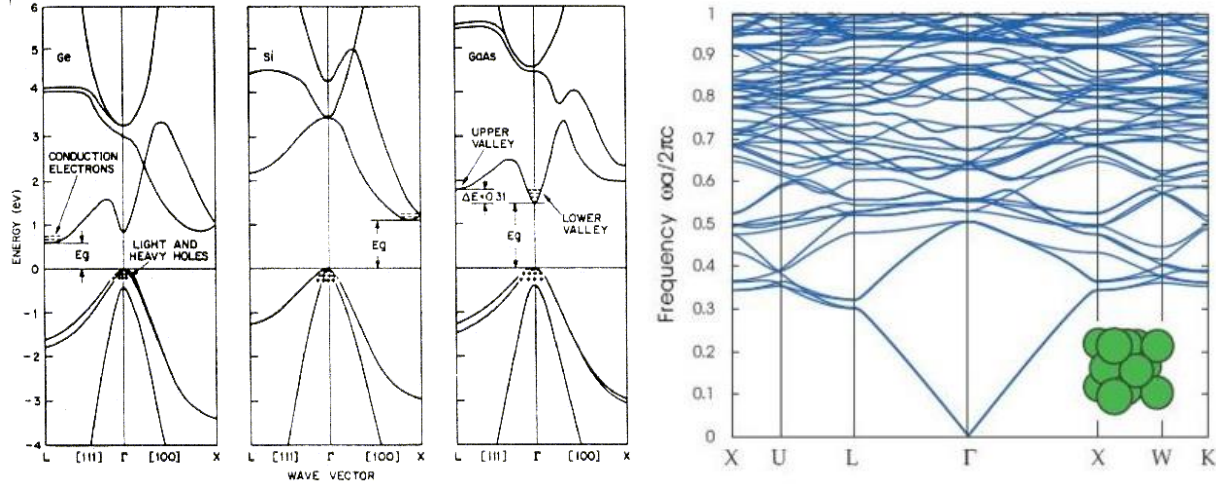 Ge
Si
GaAs
6
5
4
3
2
1
0
-1
-2
-3
-4
ENERGY (ev)
CONDUCTION
ELECTRONS
Eg
LIGHT AND
HEAVY HOLES
Eg
UPPER
VALLEY
ΔE=0.31
LOWER
VALLEY
Eg
L [111] Γ [100] X
L [111] Γ [100] X
L [111] Γ [100] X
WAVE VECTOR
Frequency ωa/2πc
1
0.9
0.8
0.7
0.6
0.5
0.4
0.3
0.2
0.1
0
X U L Γ X W K